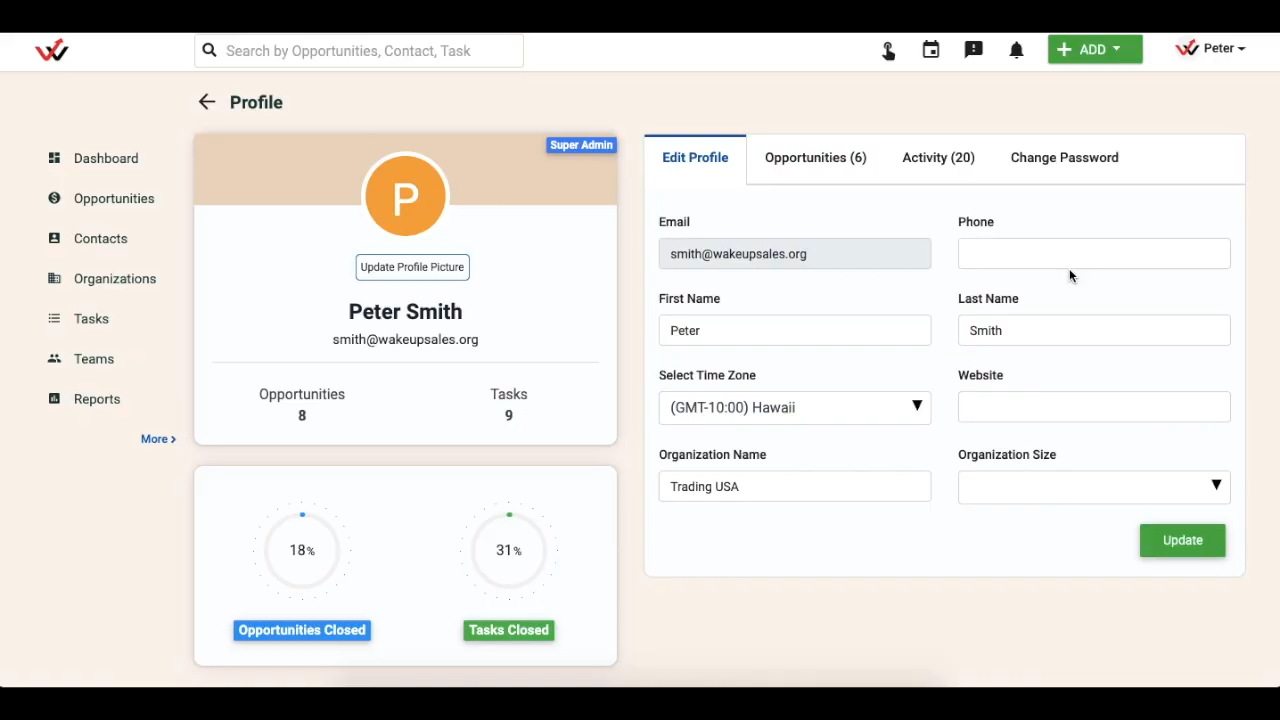 Search by Opportunities, Contact, Task
ADD
Peter
Profile
Dashboard
Opportunities
Contacts
Organizations
Tasks
Teams
Reports
More
Super Admin
P
Update Profile Picture
Peter Smith
smith@wakeupsales.org
Opportunities Tasks
8 9
18% 31%
Opportunities Closed Tasks Closed
Edit Profile Opportunities (6) Activity (20) Change Password
Email Phone
smith@wakeupsales.org
First Name Last Name
Peter Smith
Select Time Zone Website
(GMT-10:00) Hawaii
Organization Name Organization Size
Trading USA
Update